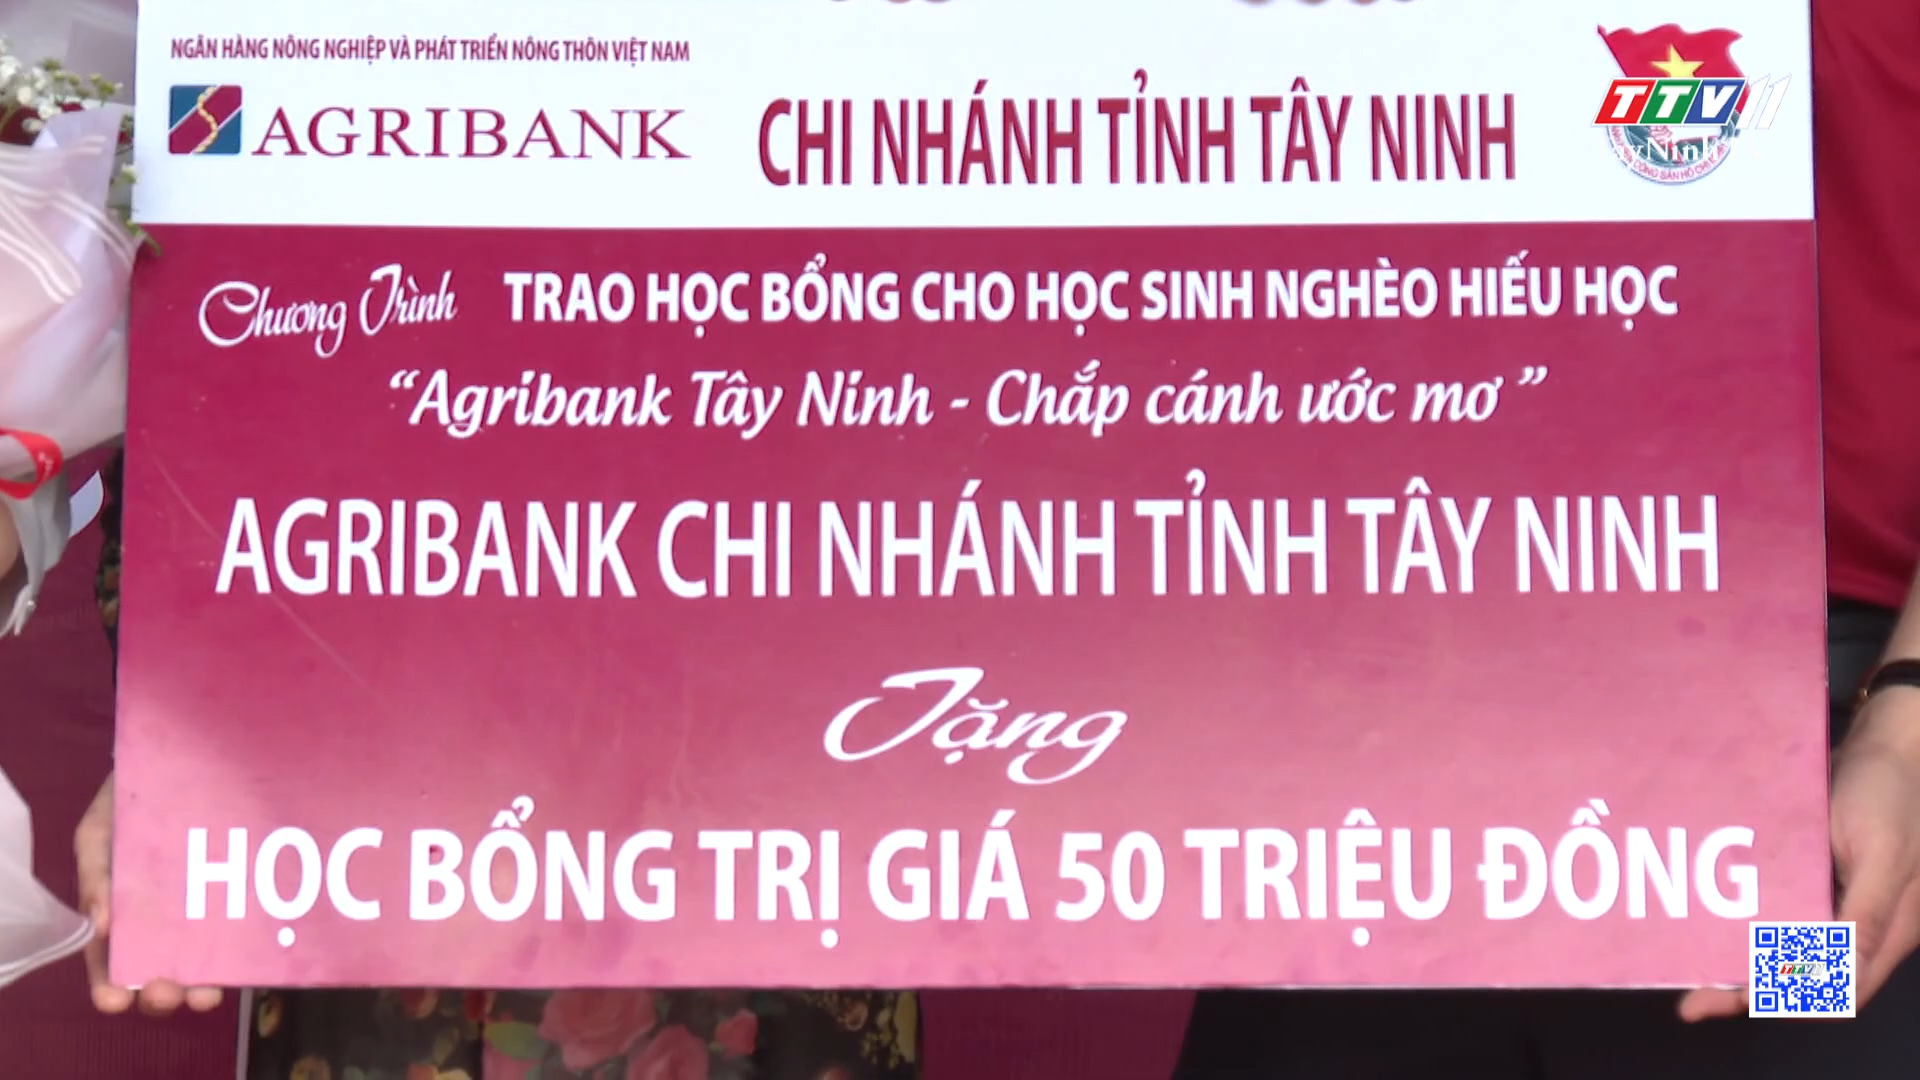 NGÂN HÀNG NÔNG NGHIỆP VÀ PHÁT TRIỂN NÔNG THÔN VIỆT NAM
AGRIBANK CHI NHÁNH TỈNH TÂY NINH
TTV11
Chương Trình TRAO HỌC BỔNG CHO HỌC SINH NGHÈO HIẾU HỌC
“Agribank Tây Ninh - Chắp cánh ước mơ”
AGRIBANK CHI NHÁNH TỈNH TÂY NINH
Tặng
HỌC BỔNG TRỊ GIÁ 50 TRIỆU ĐỒNG